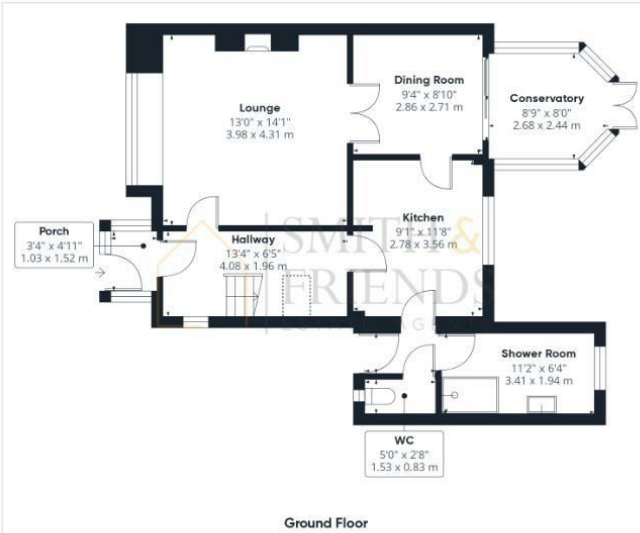 Lounge
13'0" x 14'1"
3.98 x 4.31 m
Dining Room
9'4" x 8'10"
2.86 x 2.71 m
Conservatory
8'9" x 8'0"
2.68 x 2.44 m
Porch
3'4" x 4'11"
1.03 x 1.52 m
Hallway
13'4" x 6'5"
4.08 x 1.96 m
Kitchen
9'1" x 11'8"
2.78 x 3.56 m
SMITH &
FRIENDS
Shower Room
11'2" x 6'4"
3.41 x 1.94 m
WC
5'0" x 2'8"
1.53 x 0.83 m
Ground Floor